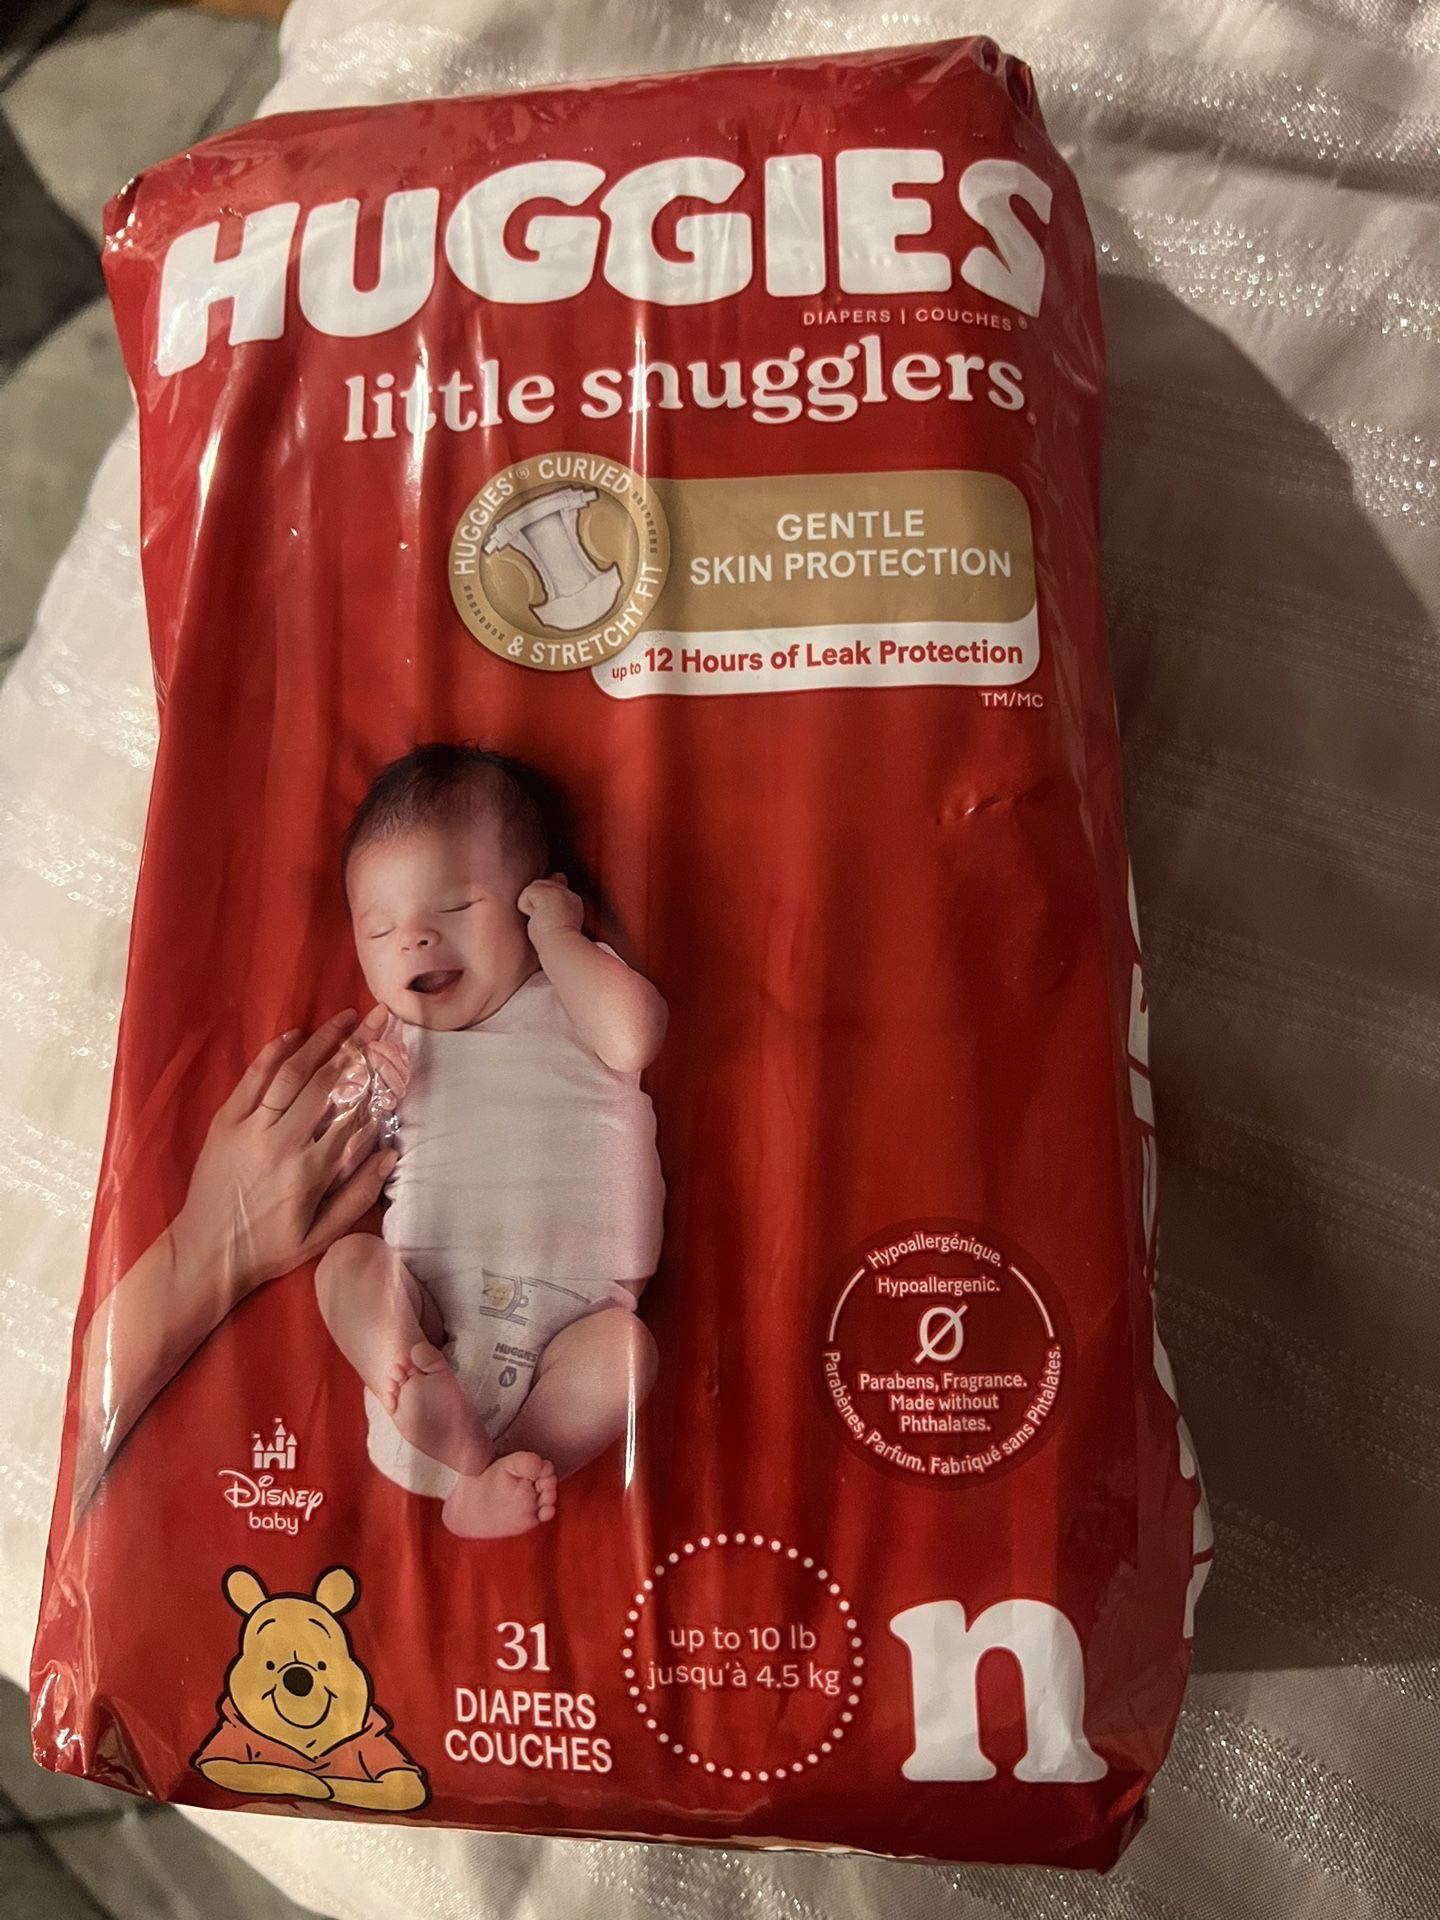 HUGGIES
DIAPERS | COUCHES®
little snugglers
HUGGIES'® CURVED
& STRETCHY FIT
GENTLE
SKIN PROTECTION
up to 12 Hours of Leak Protection
TM/MC
HUGGIES
N
Hypoallergénique.
Hypoallergenic.
Parabens, Fragrance.
Made without
Phthalates.
Parabènes, Parfum. Fabriqué sans Phtalates.
Disney
baby
31
DIAPERS
COUCHES
up to 10 lb
jusqu'à 4.5 kg
n